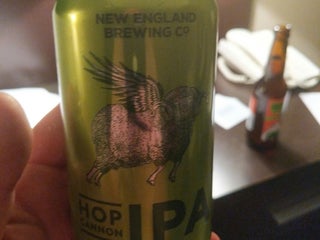 NEW ENGLAND
BREWING CO
HOP
CANNON
IPA